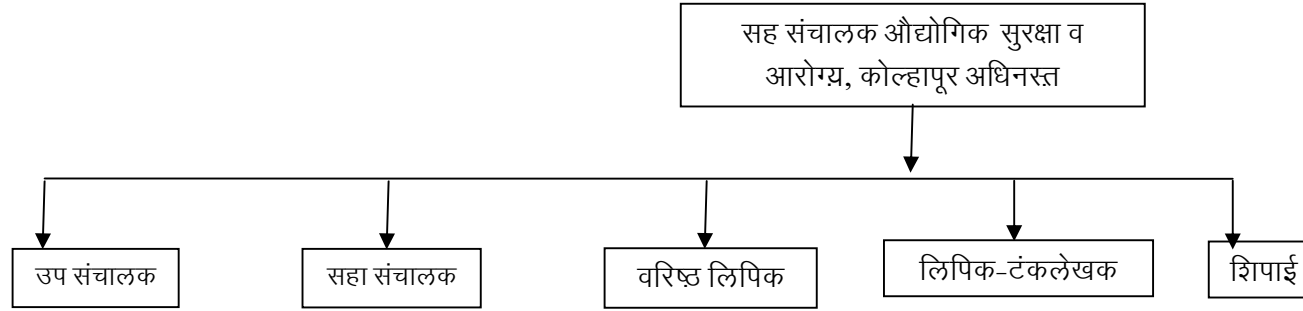 सह संचालक औद्योगिक सुरक्षा व
आरोग्य, कोल्हापूर अधिनस्त
उप संचालक
सहा संचालक
वरिष्ठ लिपिक
लिपिक-टंकलेखक
शिपाई